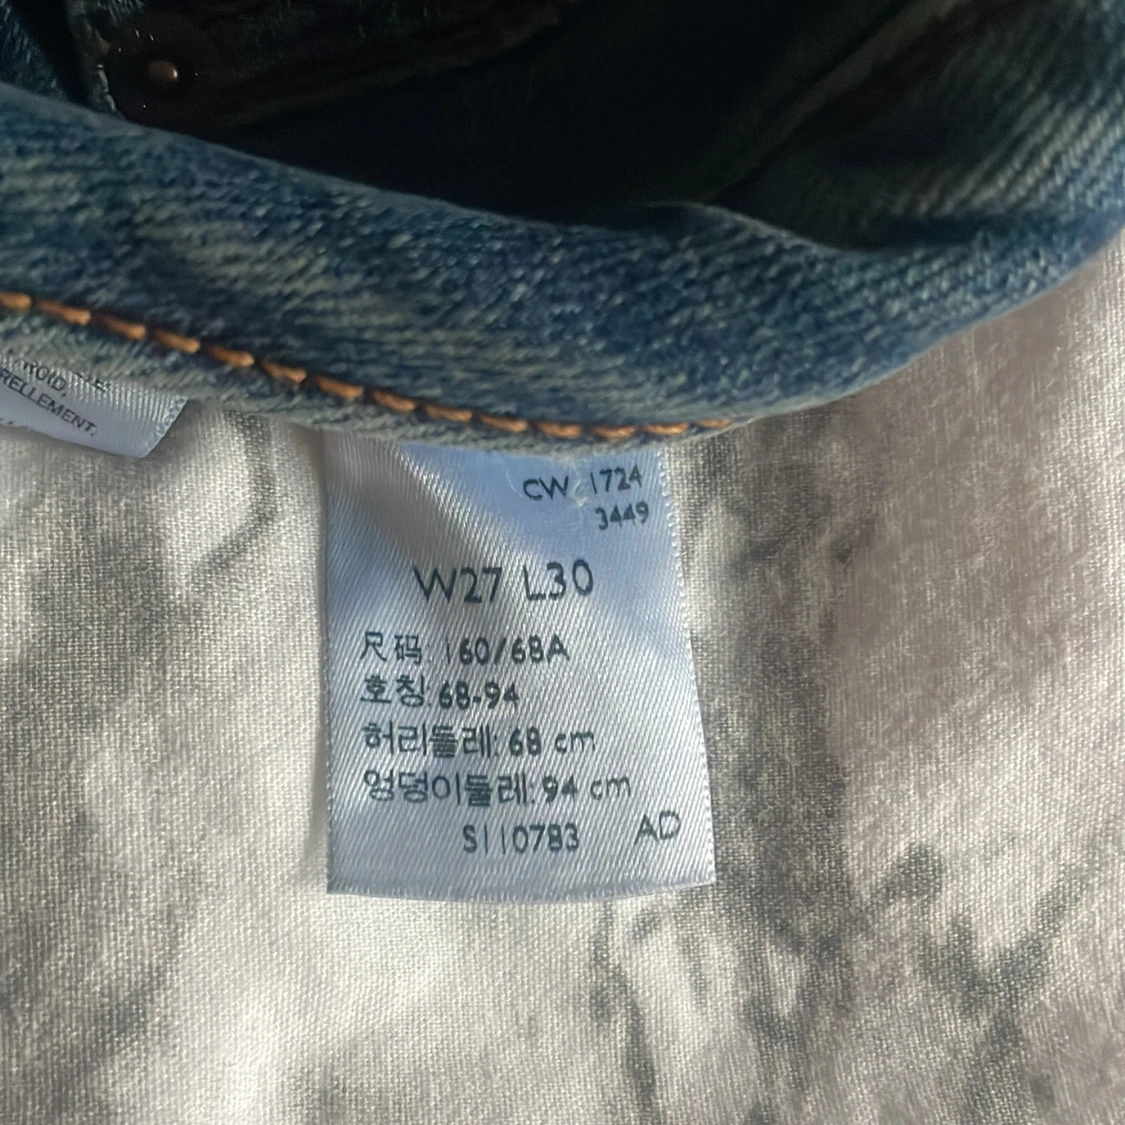 RELLEMENT.
CW 1724
3449
W27 L30
尺码 160/68A
호칭:68-94
허리둘레: 68 cm
엉덩이둘레: 94 cm
S110783 AD